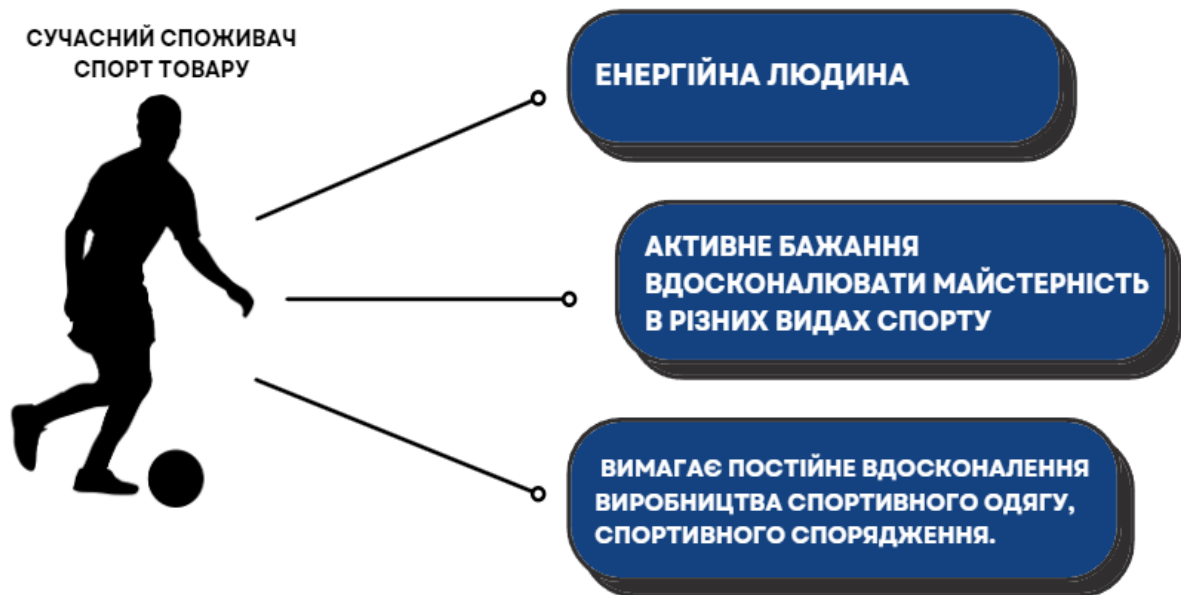 СУЧАСНИЙ СПОЖИВАЧ
СПОРТ ТОВАРУ
ЕНЕРГІЙНА ЛЮДИНА
АКТИВНЕ БАЖАННЯ
ВДОСКОНАЛЮВАТИ МАЙСТЕРНІСТЬ
В РІЗНИХ ВИДАХ СПОРТУ
ВИМАГАЄ ПОСТІЙНЕ ВДОСКОНАЛЕННЯ
ВИРОБНИЦТВА СПОРТИВНОГО ОДЯГУ,
СПОРТИВНОГО СПОРЯДЖЕННЯ.